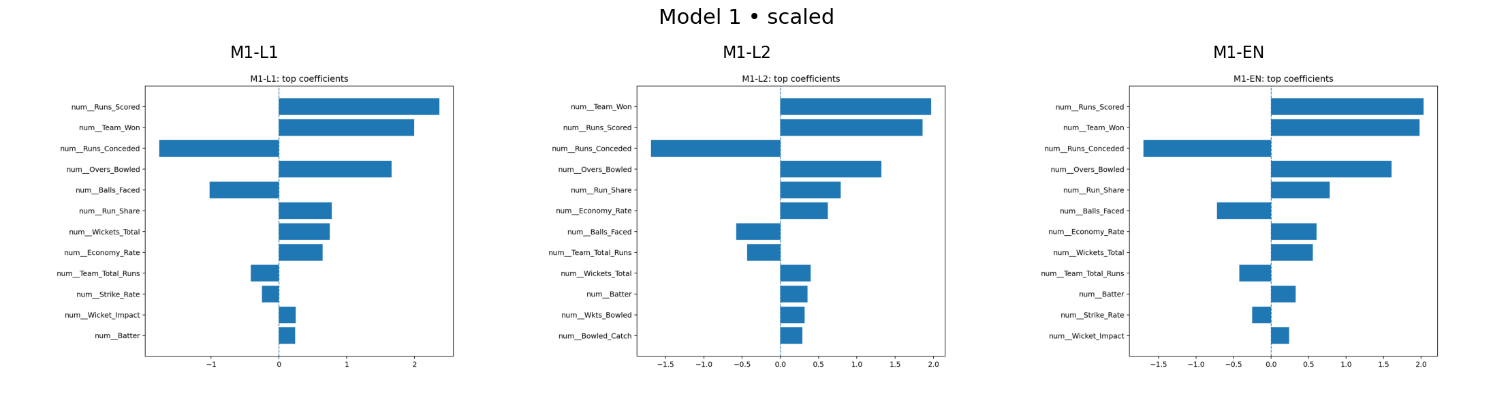 Model 1 • scaled
M1-L1
M1-L1: top coefficients
num__Runs_Scored
num__Team_Won
num__Runs_Conceded
num__Overs_Bowled
num__Balls_Faced
num__Run_Share
num__Wickets_Total
num__Economy_Rate
num__Team_Total_Runs
num__Strike_Rate
num__Wicket_Impact
num__Batter
−1 0 1 2
M1-L2
M1-L2: top coefficients
num__Team_Won
num__Runs_Scored
num__Runs_Conceded
num__Overs_Bowled
num__Run_Share
num__Economy_Rate
num__Balls_Faced
num__Team_Total_Runs
num__Wickets_Total
num__Batter
num__Wkts_Bowled
num__Bowled_Catch
−1.5 −1.0 −0.5 0.0 0.5 1.0 1.5 2.0
M1-EN
M1-EN: top coefficients
num__Runs_Scored
num__Team_Won
num__Runs_Conceded
num__Overs_Bowled
num__Run_Share
num__Balls_Faced
num__Economy_Rate
num__Wickets_Total
num__Team_Total_Runs
num__Batter
num__Strike_Rate
num__Wicket_Impact
−1.5 −1.0 −0.5 0.0 0.5 1.0 1.5 2.0